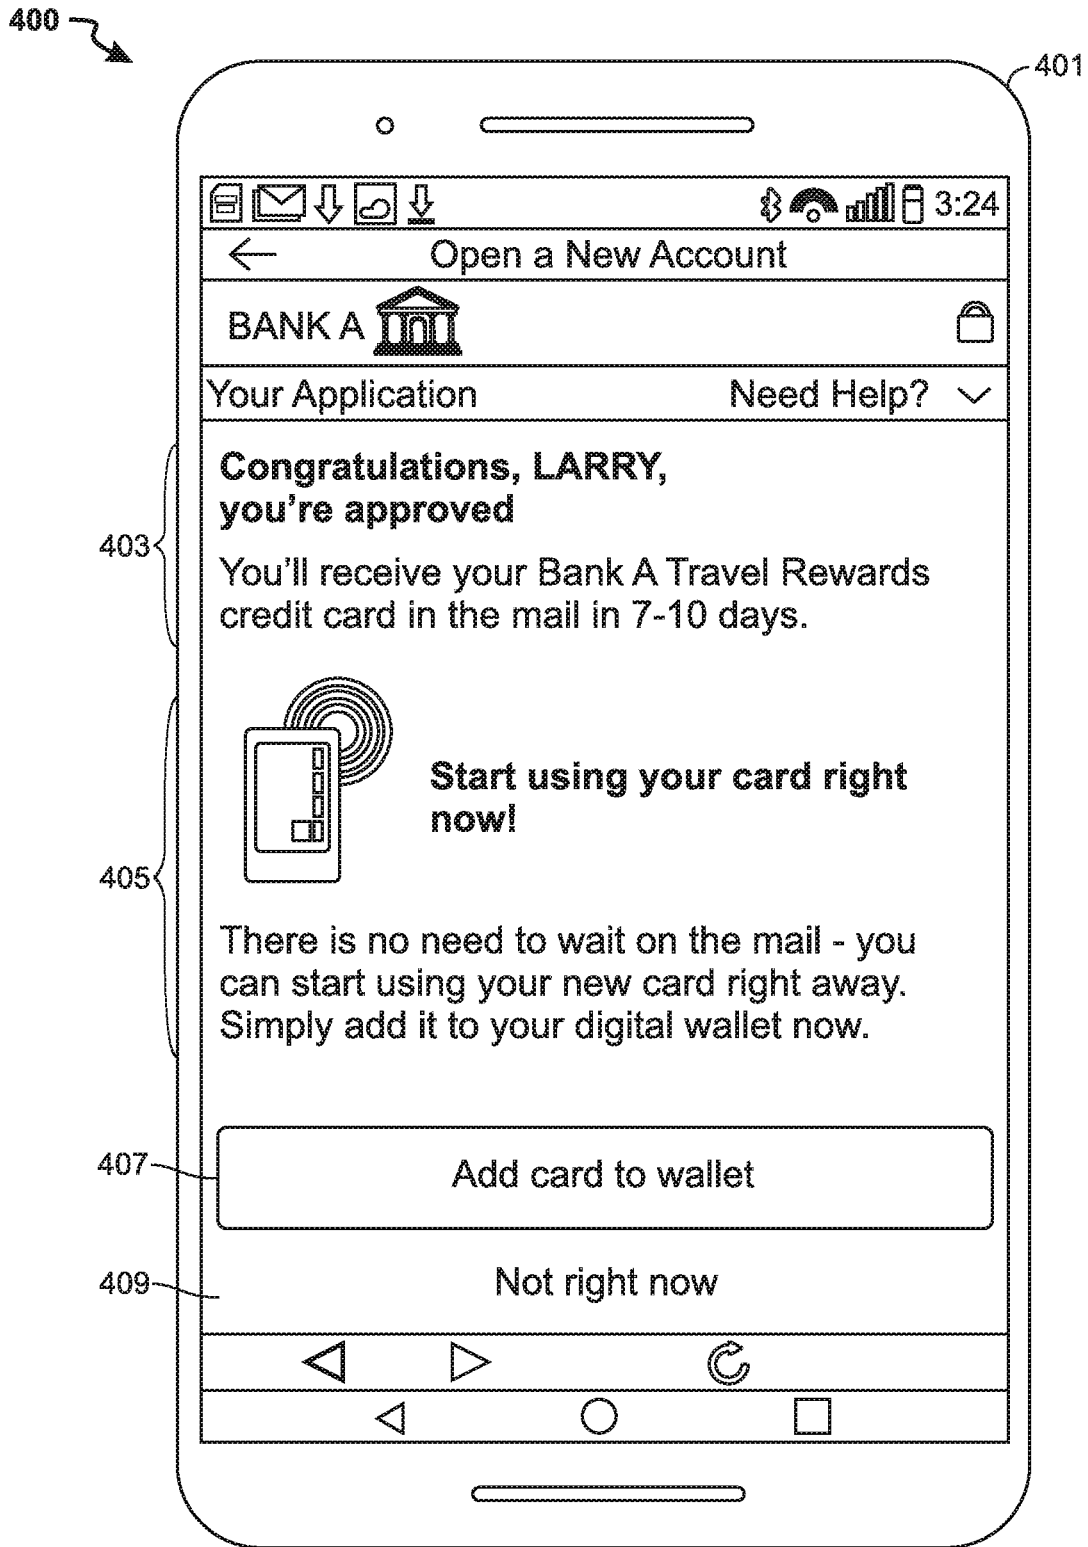 400
401
3:24
Open a New Account
BANK A
Your Application Need Help?
Congratulations, LARRY,
you're approved
403
You'll receive your Bank A Travel Rewards
credit card in the mail in 7-10 days.
Start using your card right
now!
405
There is no need to wait on the mail - you
can start using your new card right away.
Simply add it to your digital wallet now.
407
Add card to wallet
409
Not right now